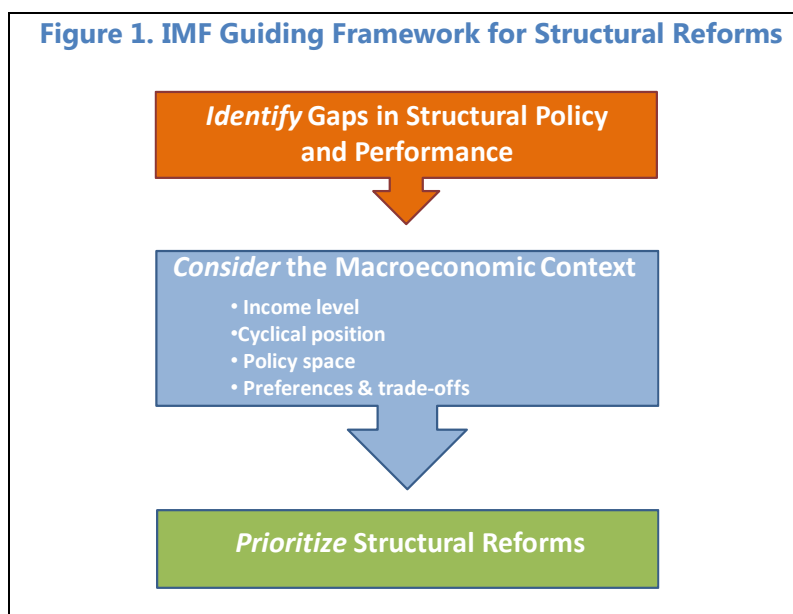 Figure 1. IMF Guiding Framework for Structural Reforms
Identify Gaps in Structural Policy
and Performance
Consider the Macroeconomic Context
• Income level
•Cyclical position
• Policy space
• Preferences & trade-offs
Prioritize Structural Reforms